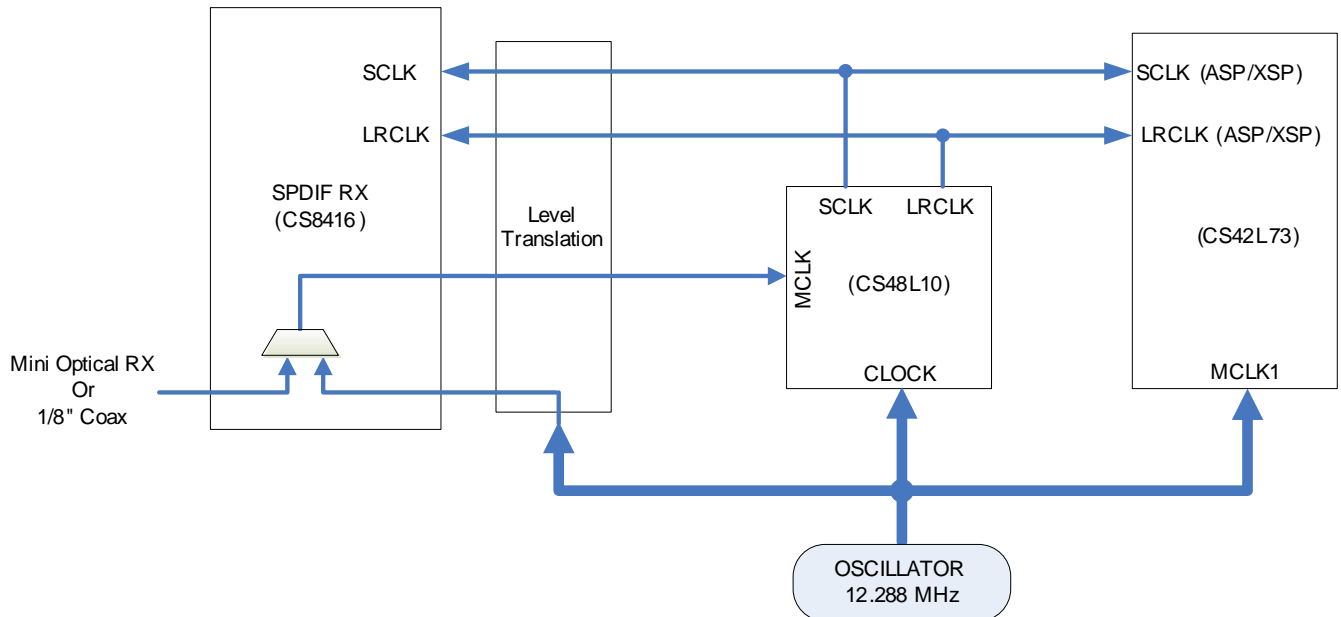 SCLK
LRCLK
SPDIF RX
(CS8416)
Mini Optical RX
Or
1/8" Coax
Level
Translation
SCLK LRCLK
MCLK
(CS48L10)
CLOCK
SCLK (ASP/XSP)
LRCLK (ASP/XSP)
(CS42L73)
MCLK1
OSCILLATOR
12.288 MHz